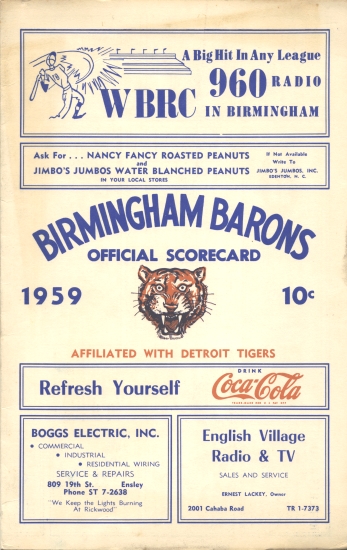 A Big Hit In Any League
WBRC 960 RADIO
IN BIRMINGHAM
Ask For . . . NANCY FANCY ROASTED PEANUTS
and
JIMBO'S JUMBOS WATER BLANCHED PEANUTS
IN YOUR LOCAL STORES
If Not Available
Write To
JIMBO'S JUMBOS, INC.
EDENTON, N. C.
BIRMINGHAM BARONS
OFFICIAL SCORECARD
1959
10c
AFFILIATED WITH DETROIT TIGERS
Refresh Yourself
DRINK
Coca-Cola
BOGGS ELECTRIC, INC.
• COMMERCIAL
• INDUSTRIAL
• RESIDENTIAL WIRING
SERVICE & REPAIRS
809 19th St. Ensley
Phone ST 7-2638
"We Keep the Lights Burning
At Rickwood"
English Village
Radio & TV
SALES AND SERVICE
ERNEST LACKEY, Owner
2001 Cahaba Road TR 1-7373